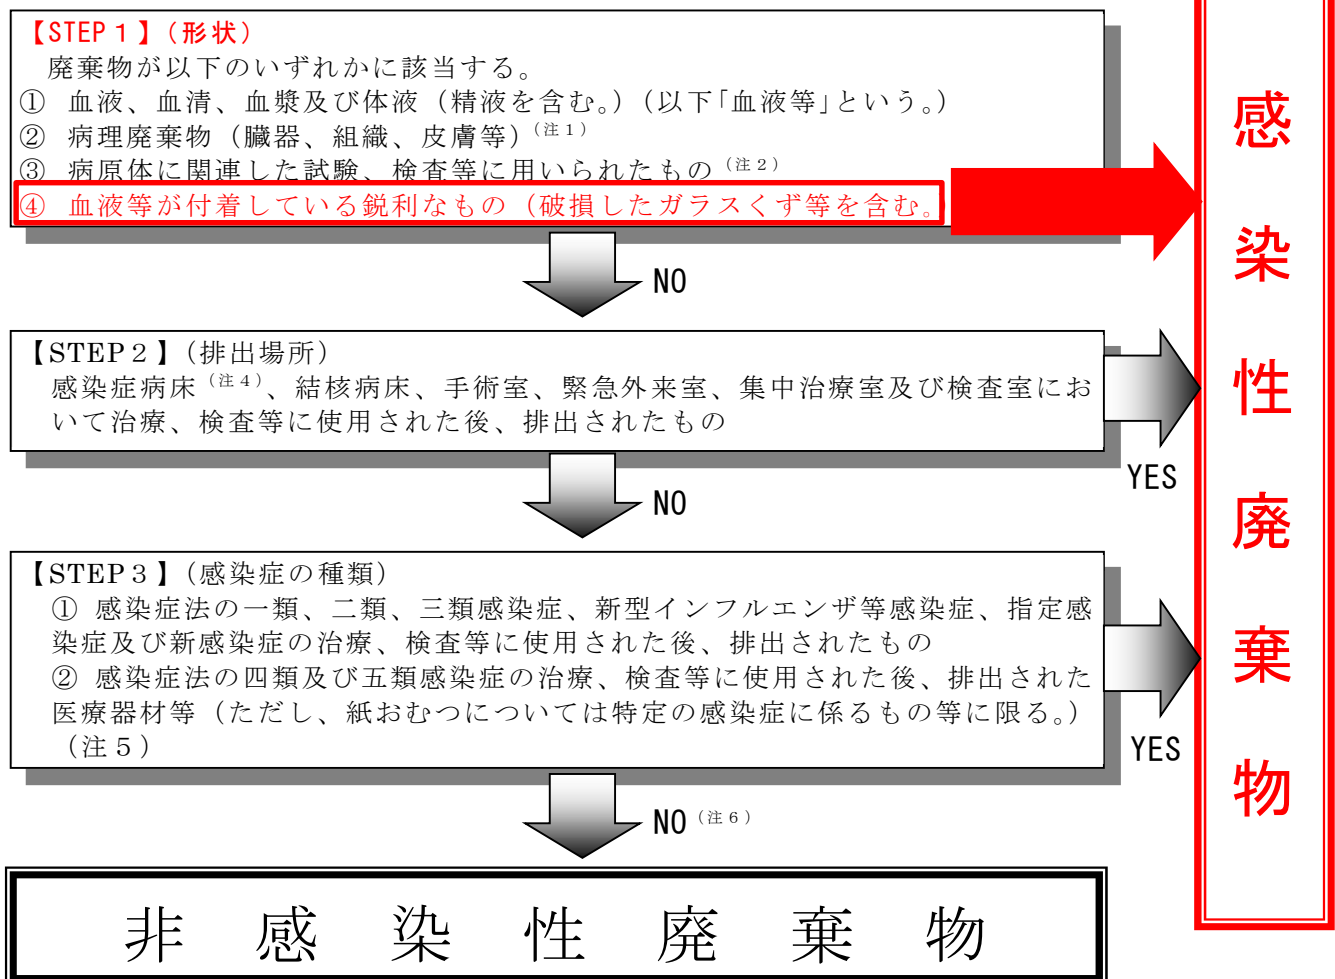 【STEP１】(形状)
廃棄物が以下のいずれかに該当する。
① 血液、血清、血漿及び体液（精液を含む。）（以下「血液等」という。）
② 病理廃棄物（臓器、組織、皮膚等）（注１）
③ 病原体に関連した試験、検査等に用いられたもの（注２）
④ 血液等が付着している鋭利なもの（破損したガラスくず等を含む。
NO
【STEP２】(排出場所)
感染症病床（注４）、結核病床、手術室、緊急外来室、集中治療室及び検査室にお
いて治療、検査等に使用された後、排出されたもの
YES
NO
【STEP３】(感染症の種類)
① 感染症法の一類、二類、三類感染症、新型インフルエンザ等感染症、指定感
染症及び新感染症の治療、検査等に使用された後、排出されたもの
② 感染症法の四類及び五類感染症の治療、検査等に使用された後、排出された
医療器材等（ただし、紙おむつについては特定の感染症に係るもの等に限る。）
（注５）
YES
NO（注６）
非感染性廃棄物
感染性廃棄物